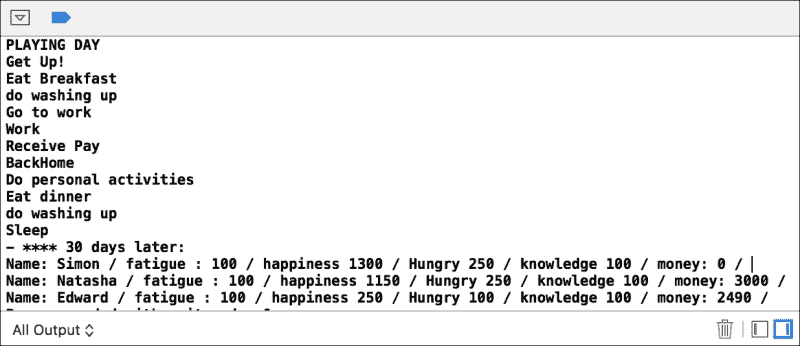 PLAYING DAY
Get Up!
Eat Breakfast
do washing up
Go to work
Work
Receive Pay
BackHome
Do personal activities
Eat dinner
do washing up
Sleep
- **** 30 days later:
Name: Simon / fatigue : 100 / happiness 1300 / Hungry 250 / knowledge 100 / money: 0 /
Name: Natasha / fatigue : 100 / happiness 1150 / Hungry 250 / knowledge 100 / money: 3000 /
Name: Edward / fatigue : 100 / happiness 250 / Hungry 100 / knowledge 100 / money: 2490 /
All Output